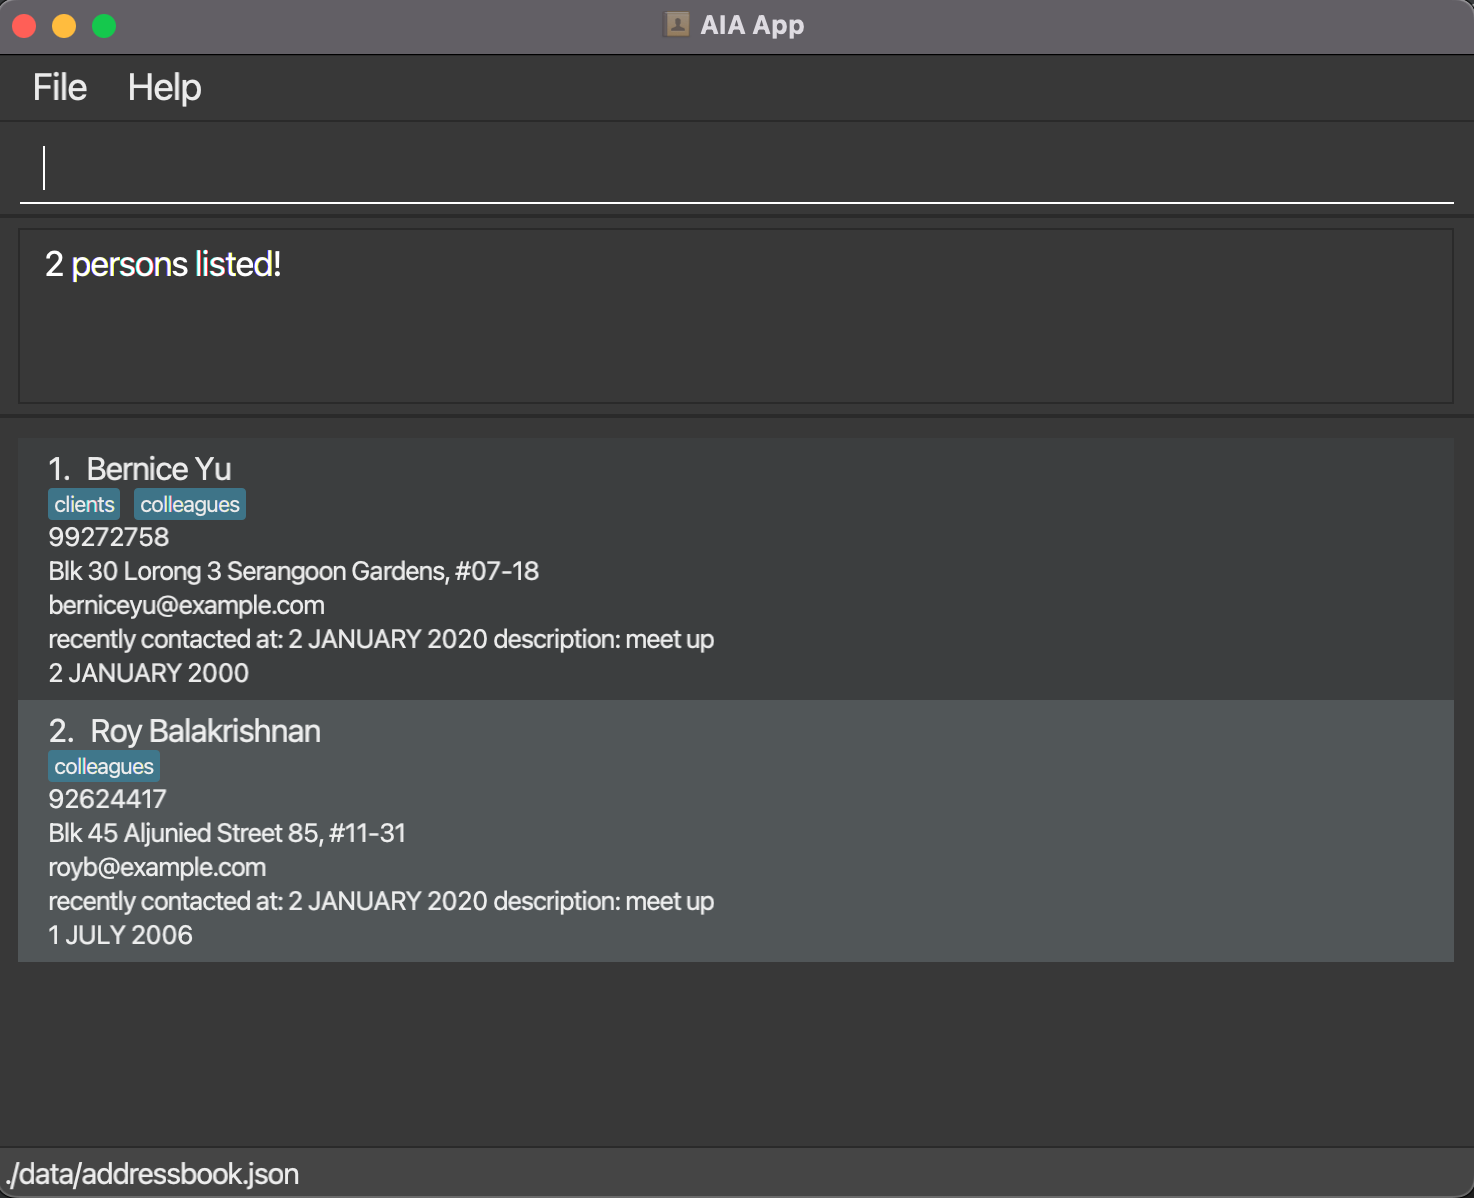 AIA App
File Help
2 persons listed!
1. Bernice Yu
clients colleagues
99272758
Blk 30 Lorong 3 Serangoon Gardens, #07-18
berniceyu@example.com
recently contacted at: 2 JANUARY 2020 description: meet up
2 JANUARY 2000
2. Roy Balakrishnan
colleagues
92624417
Blk 45 Aljunied Street 85, #11-31
royb@example.com
recently contacted at: 2 JANUARY 2020 description: meet up
1 JULY 2006
./data/addressbook.json